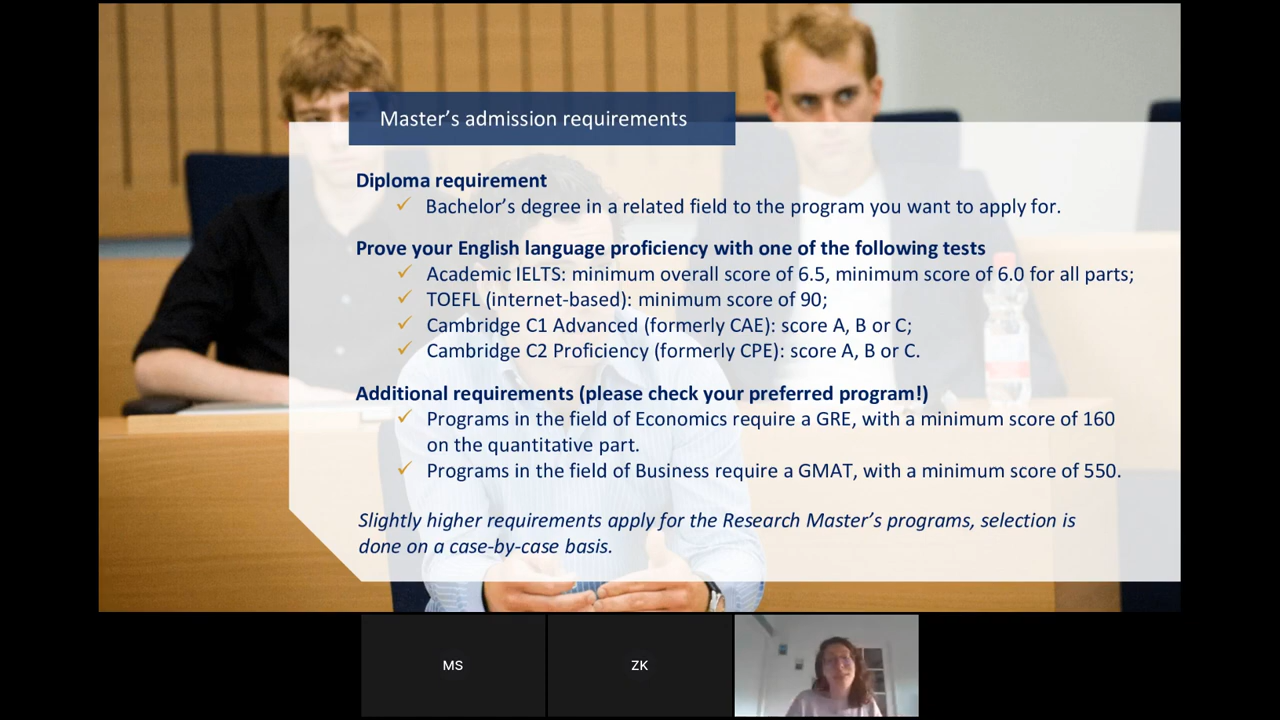 Master's admission requirements
Diploma requirement
✓ Bachelor's degree in a related field to the program you want to apply for.
Prove your English language proficiency with one of the following tests
✓ Academic IELTS: minimum overall score of 6.5, minimum score of 6.0 for all parts;
✓ TOEFL (internet-based): minimum score of 90;
✓ Cambridge C1 Advanced (formerly CAE): score A, B or C;
✓ Cambridge C2 Proficiency (formerly CPE): score A, B or C.
Additional requirements (please check your preferred program!)
✓ Programs in the field of Economics require a GRE, with a minimum score of 160
on the quantitative part.
✓ Programs in the field of Business require a GMAT, with a minimum score of 550.
Slightly higher requirements apply for the Research Master's programs, selection is
done on a case-by-case basis.
MS
ZK